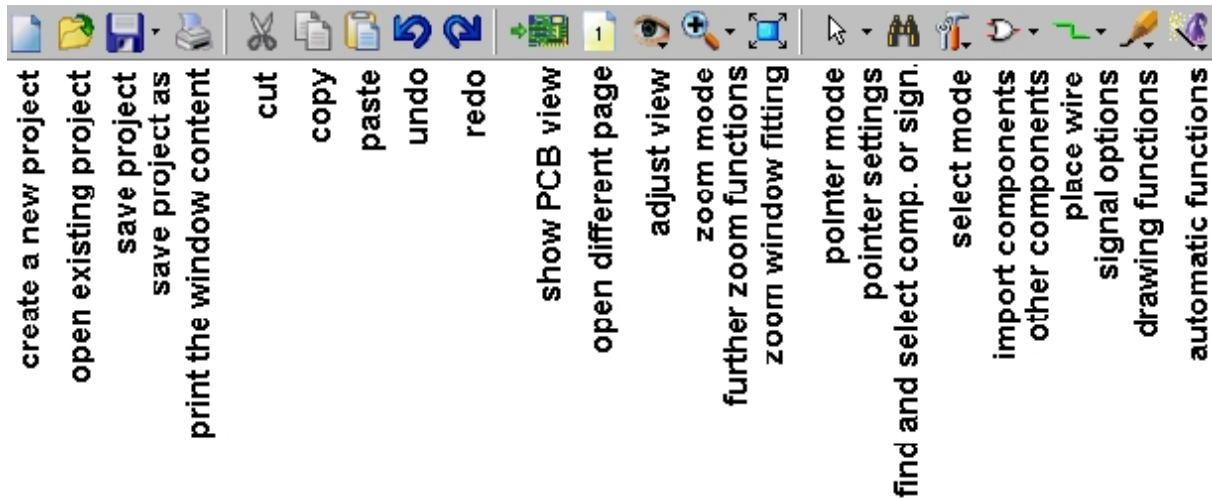 1
create a new project
open existing project
save project
save project as
print the window content
cut
copy
paste
undo
redo
show PCB view
open different page
adjust view
zoom mode
further zoom functions
zoom window fitting
pointer mode
pointer settings
find and select comp. or sign.
select mode
import components
other components
place wire
signal options
drawing functions
automatic functions